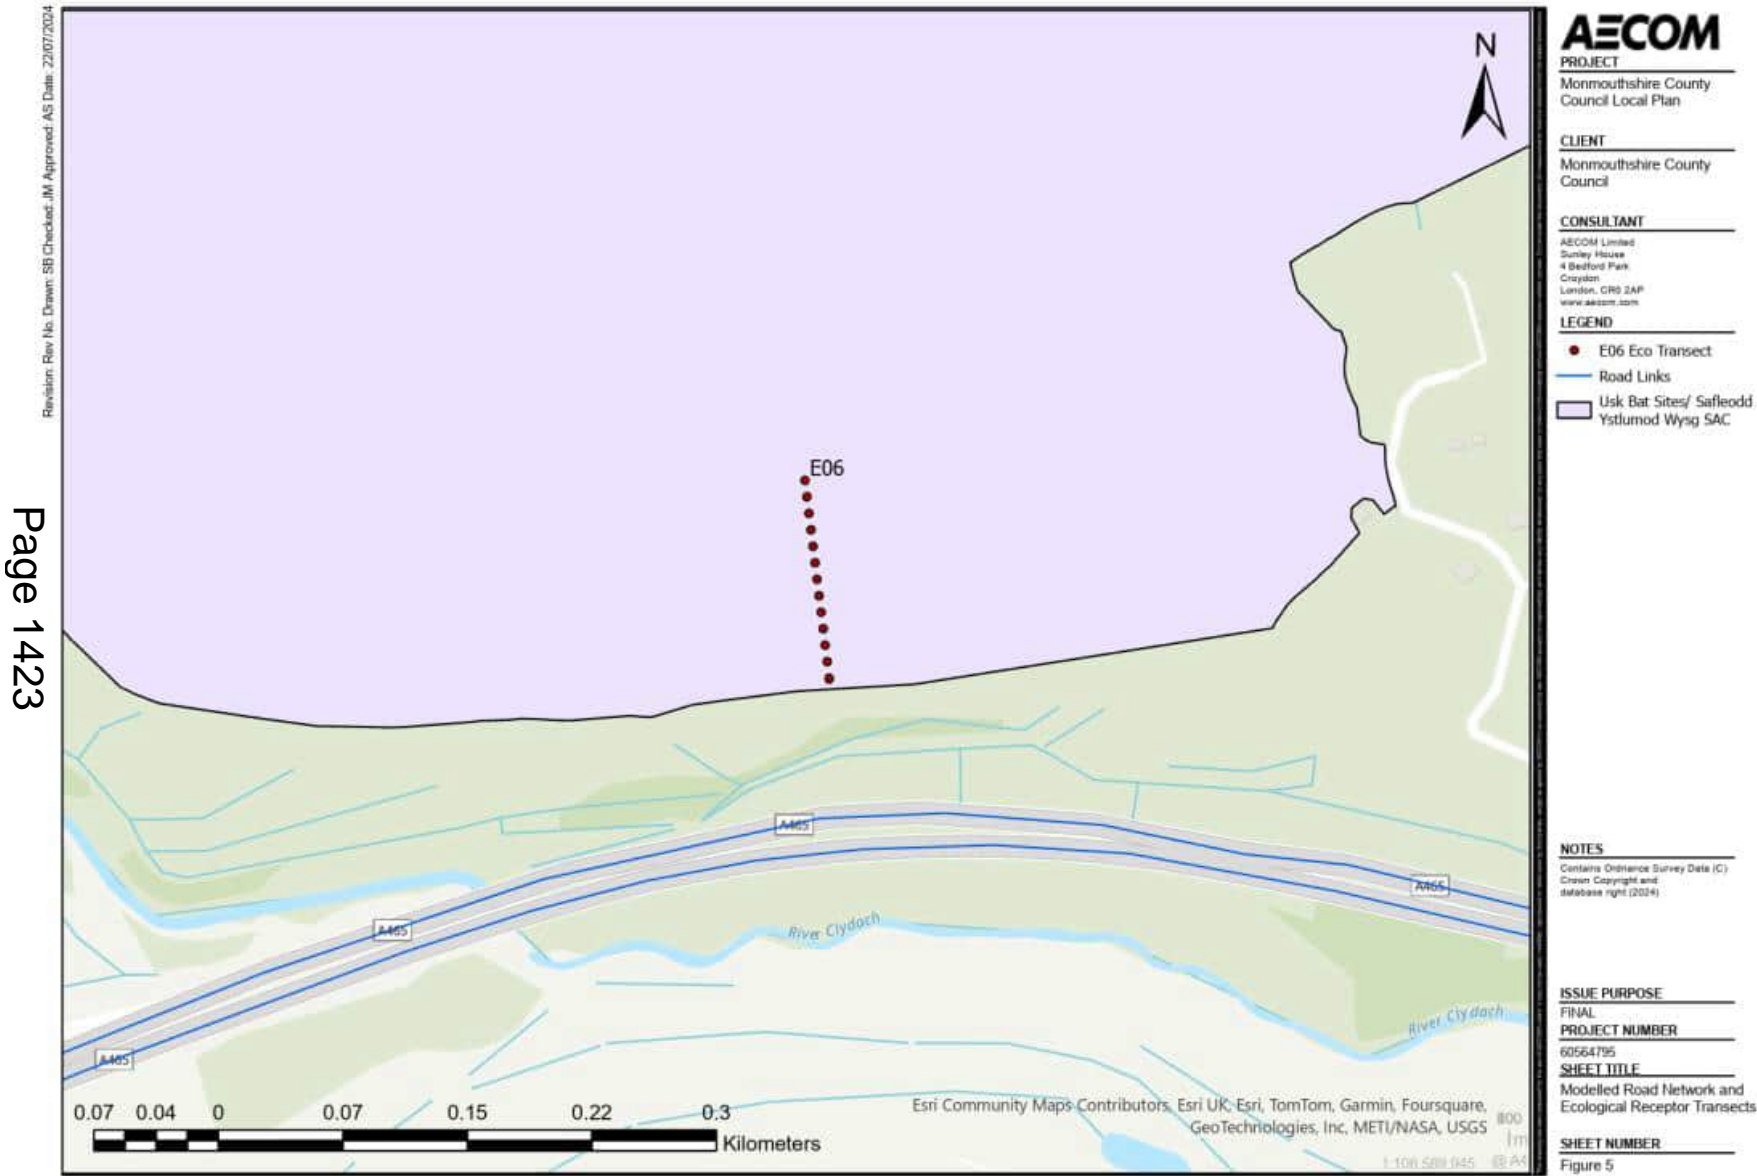 Revision: Rev No. Drawn: SB Checked: JM Approved: AS Date: 22/07/2024
Page 1423
N
E06
A465
A465
A465
A465
River Clydach
River Clydach
0.07 0.04 0 0.07 0.15 0.22 0.3
Kilometers
Esri Community Maps Contributors, Esri UK, Esri, TomTom, Garmin, Foursquare,
GeoTechnologies, Inc, METI/NASA, USGS
@ A4
AECOM
PROJECT
Monmouthshire County
Council Local Plan
CLIENT
Monmouthshire County
Council
CONSULTANT
AECOM Limited
Sunley House
4 Bedford Park
Croydon
London, CR0 2AP
www.aecom.com
LEGEND
E06 Eco Transect
Road Links
Usk Bat Sites/ Safleodd
Ystlumod Wysg SAC
NOTES
Contains Ordnance Survey Data (C)
Crown Copyright and
database right (2024)
ISSUE PURPOSE
FINAL
PROJECT NUMBER
60564795
SHEET TITLE
Modelled Road Network and
Ecological Receptor Transects
SHEET NUMBER
Figure 5